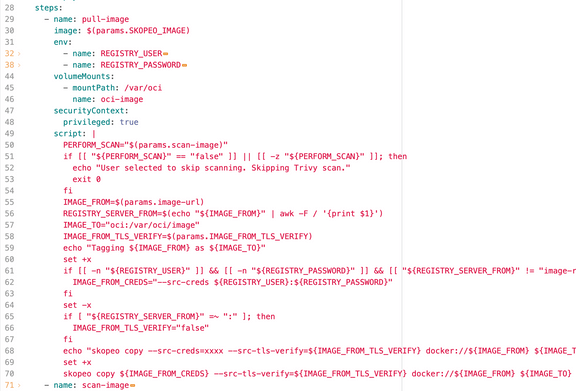 28 steps:
29 - name: pull-image
30 image: $(params.SKOPEO_IMAGE)
31 env:
32 - name: REGISTRY_USER
38 - name: REGISTRY_PASSWORD
44 volumeMounts:
45 - mountPath: /var/oci
46 name: oci-image
47 securityContext:
48 privileged: true
49 script: |
50 PERFORM_SCAN="$(params.scan-image)"
51 if [[ "${PERFORM_SCAN}" == "false" ]] || [[ -z "${PERFORM_SCAN}" ]]; then
52 echo "User selected to skip scanning. Skipping Trivy scan."
53 exit 0
54 fi
55 IMAGE_FROM=$(params.image-url)
56 REGISTRY_SERVER_FROM=$(echo "${IMAGE_FROM}" | awk -F / '{print $1}')
57 IMAGE_TO="oci:/var/oci/image"
58 IMAGE_FROM_TLS_VERIFY=$(params.IMAGE_FROM_TLS_VERIFY)
59 echo "Tagging ${IMAGE_FROM} as ${IMAGE_TO}"
60 set +x
61 if [[ -n "${REGISTRY_USER}" ]] && [[ -n "${REGISTRY_PASSWORD}" ]] && [[ "${REGISTRY_SERVER_FROM}" != "image-r
62 IMAGE_FROM_CREDS="--src-creds ${REGISTRY_USER}:${REGISTRY_PASSWORD}"
63 fi
64 set -x
65 if [ "${REGISTRY_SERVER_FROM}" =~ ":" ]; then
66 IMAGE_FROM_TLS_VERIFY="false"
67 fi
68 echo "skopeo copy --src-creds=xxxx --src-tls-verify=${IMAGE_FROM_TLS_VERIFY} docker://${IMAGE_FROM} ${IMAGE_T
69 set +x
70 skopeo copy ${IMAGE_FROM_CREDS} --src-tls-verify=${IMAGE_FROM_TLS_VERIFY} docker://${IMAGE_FROM} ${IMAGE_TO}
71 - name: scan-image